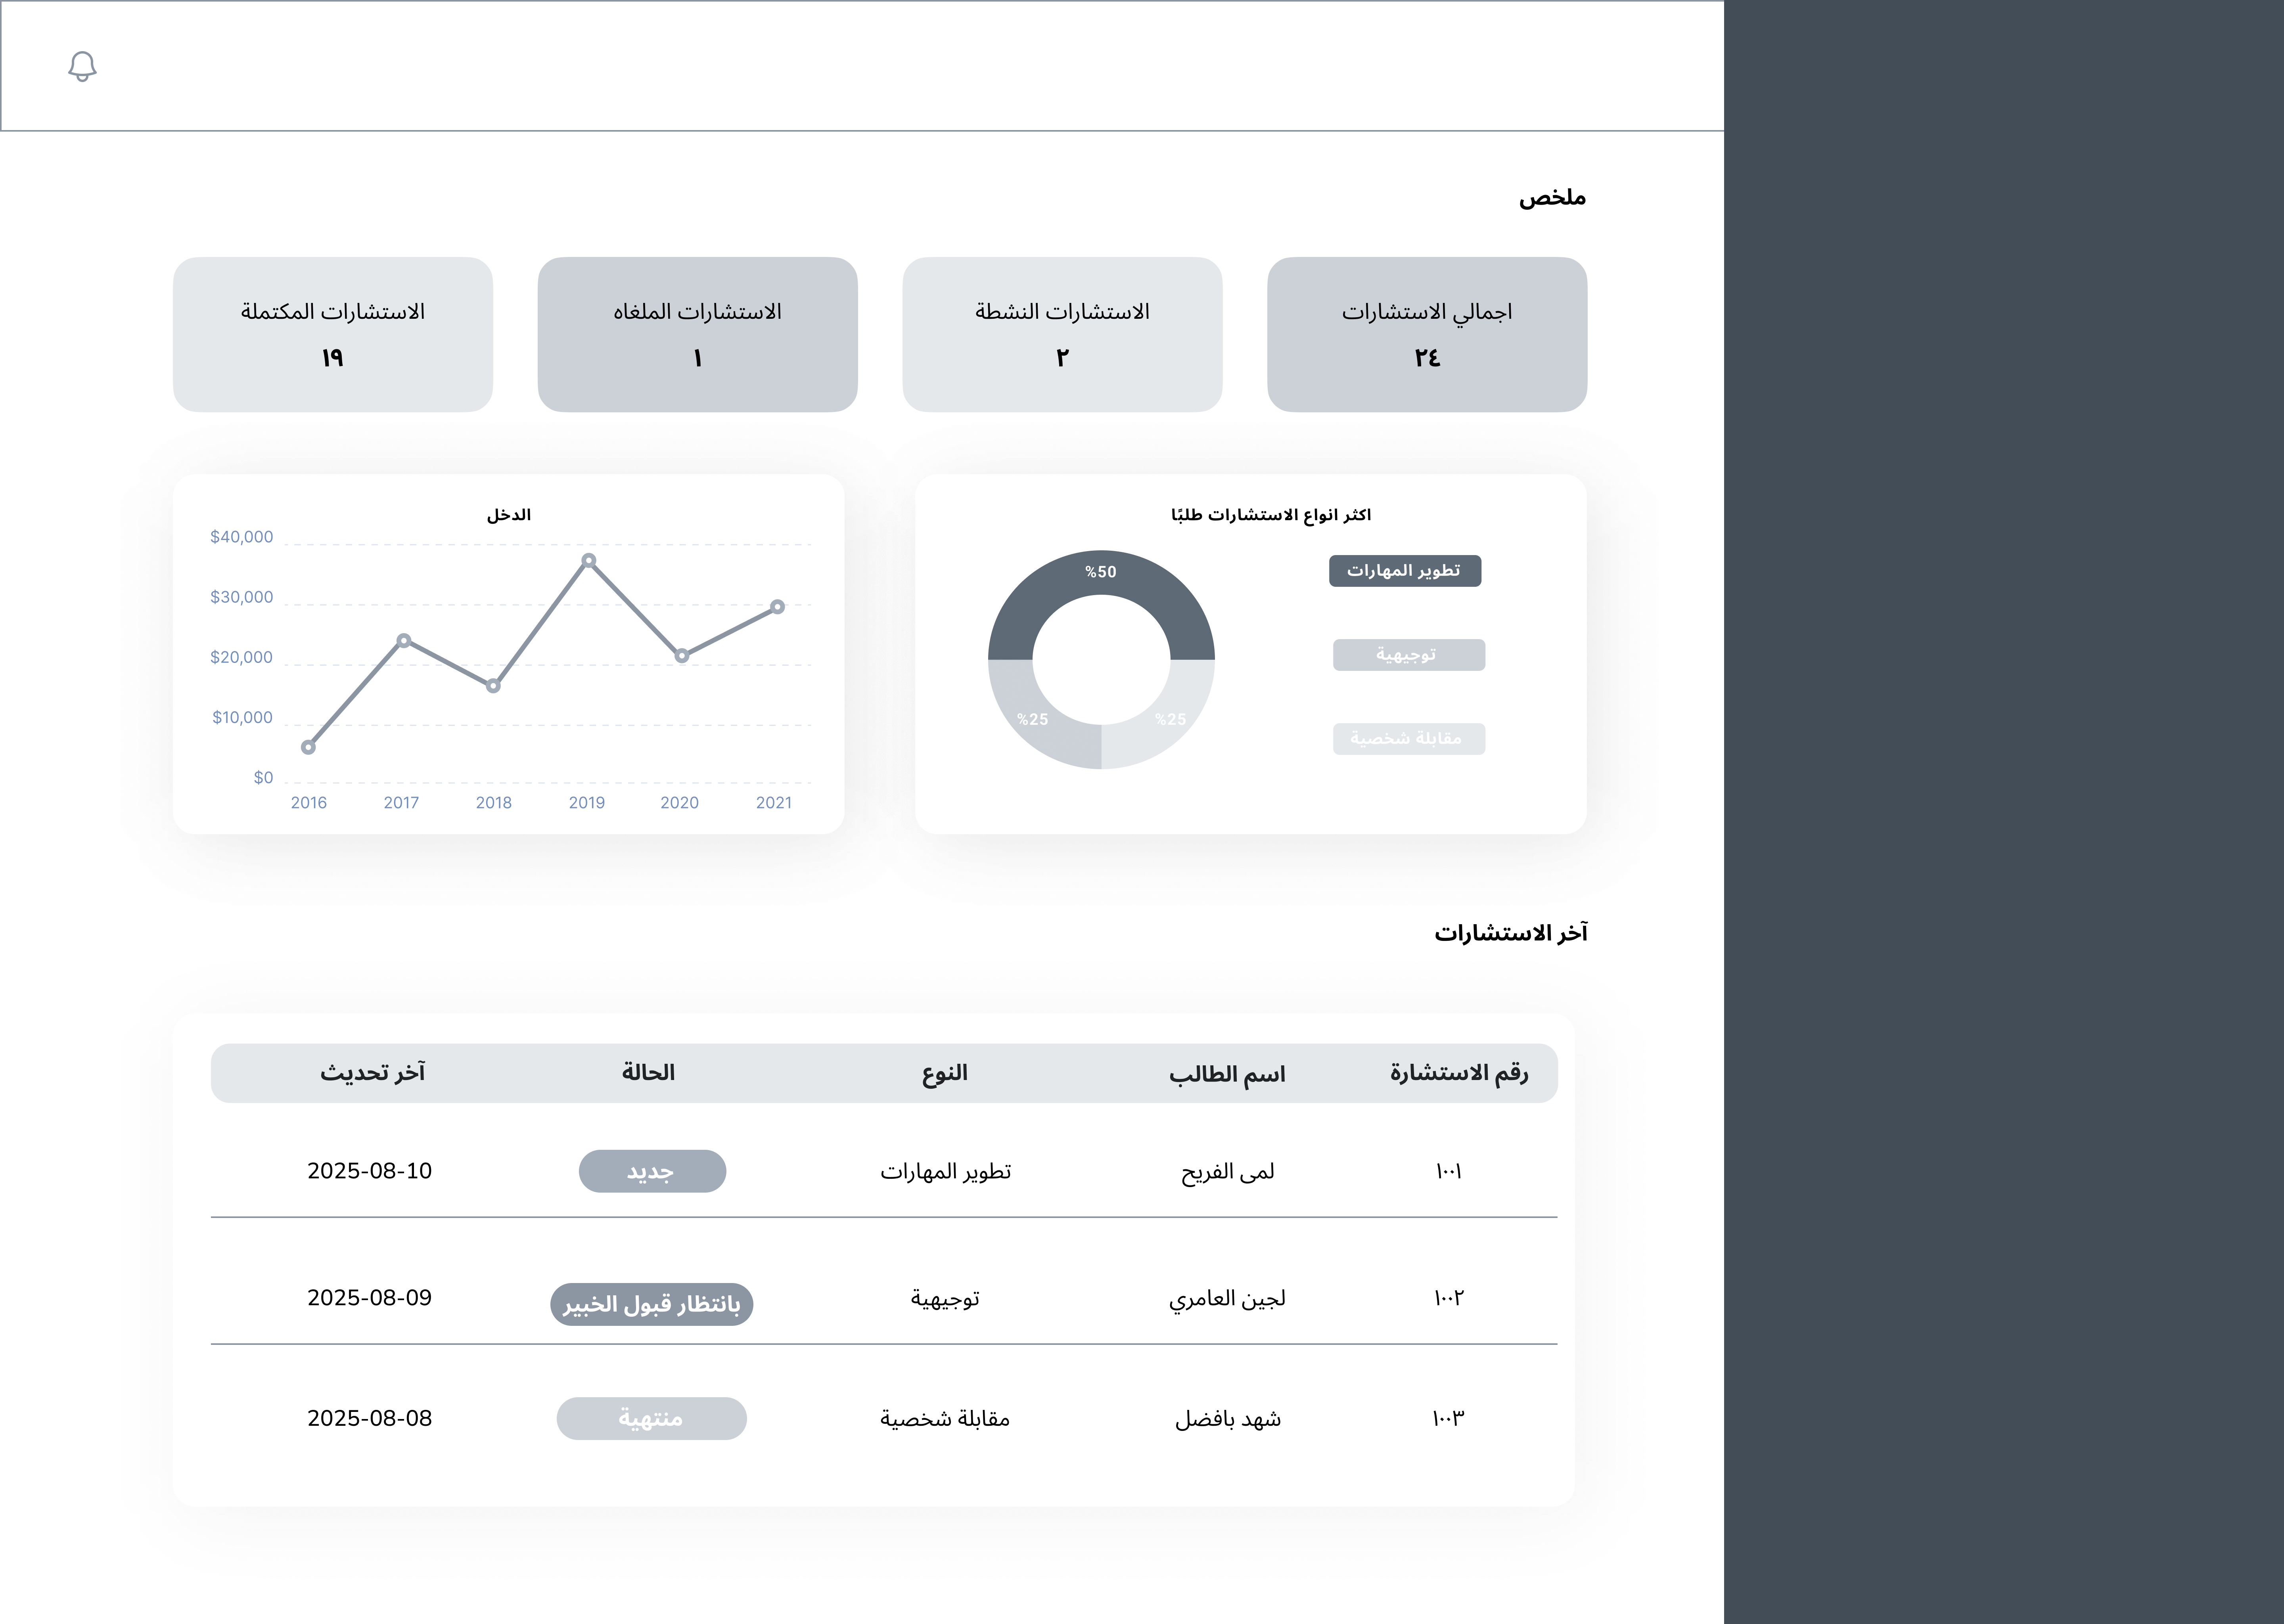 ملخص
اجمالي الاستشارات
٢٤
الاستشارات النشطة
٢
الاستشارات الملغاه
١
الاستشارات المكتملة
١٩
اكثر انواع الاستشارات طلبًا
%50
%25
%25
تطوير المهارات
توجيهية
مقابلة شخصية
الدخل
$40,000
$30,000
$20,000
$10,000
$0
2016 2017 2018 2019 2020 2021
آخر الاستشارات
رقم الاستشارة اسم الطالب النوع الحالة آخر تحديث
١٠٠١ لمى الفريح تطوير المهارات جديد 2025-08-10
١٠٠٢ لجين العامري توجيهية بانتظار قبول الخبير 2025-08-09
١٠٠٣ شهد بافضل مقابلة شخصية منتهية 2025-08-08